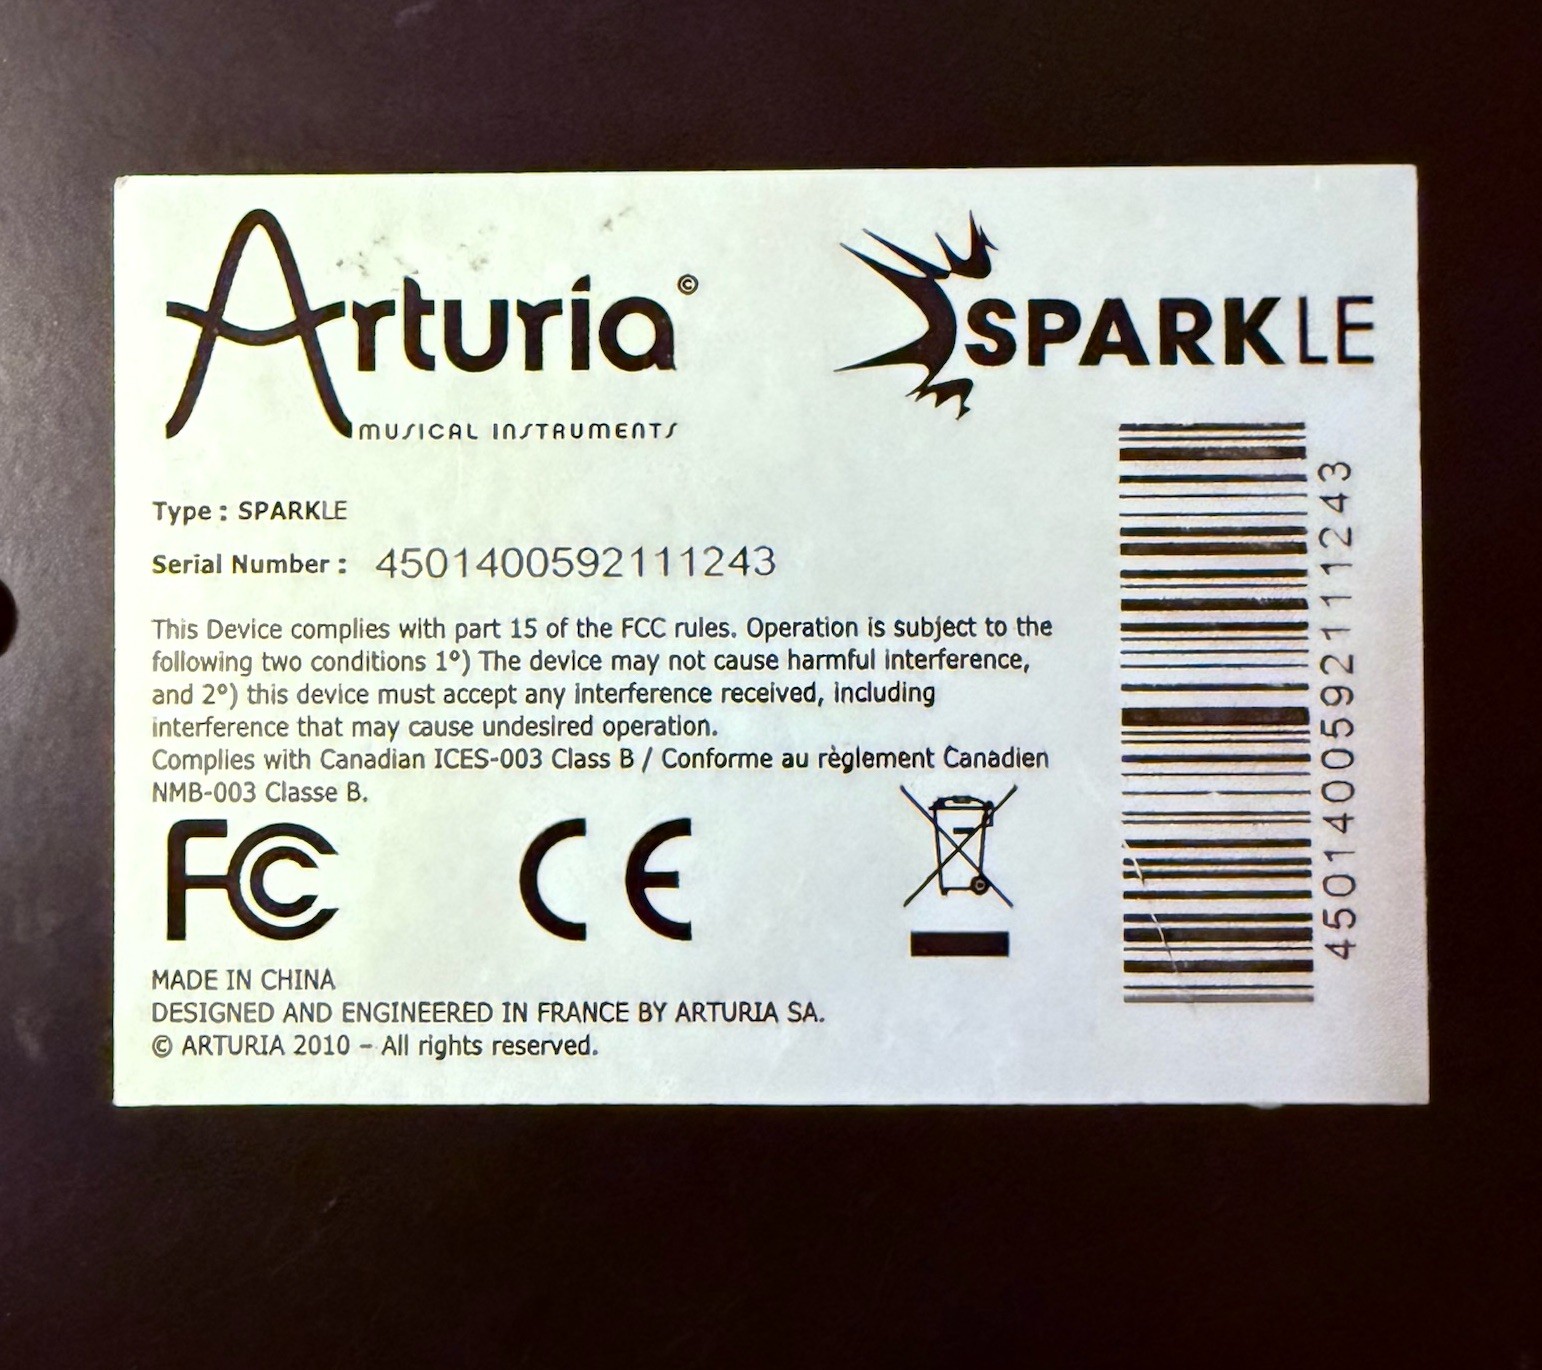 Arturia©
MUSICAL INSTRUMENTS
SPARKLE
Type : SPARKLE
Serial Number : 4501400592111243
This Device complies with part 15 of the FCC rules. Operation is subject to the
following two conditions 1º) The device may not cause harmful interference,
and 2º) this device must accept any interference received, including
interference that may cause undesired operation.
Complies with Canadian ICES-003 Class B / Conforme au règlement Canadien
NMB-003 Classe B.
FC
CE
MADE IN CHINA
DESIGNED AND ENGINEERED IN FRANCE BY ARTURIA SA.
© ARTURIA 2010 – All rights reserved.
4501400592111243